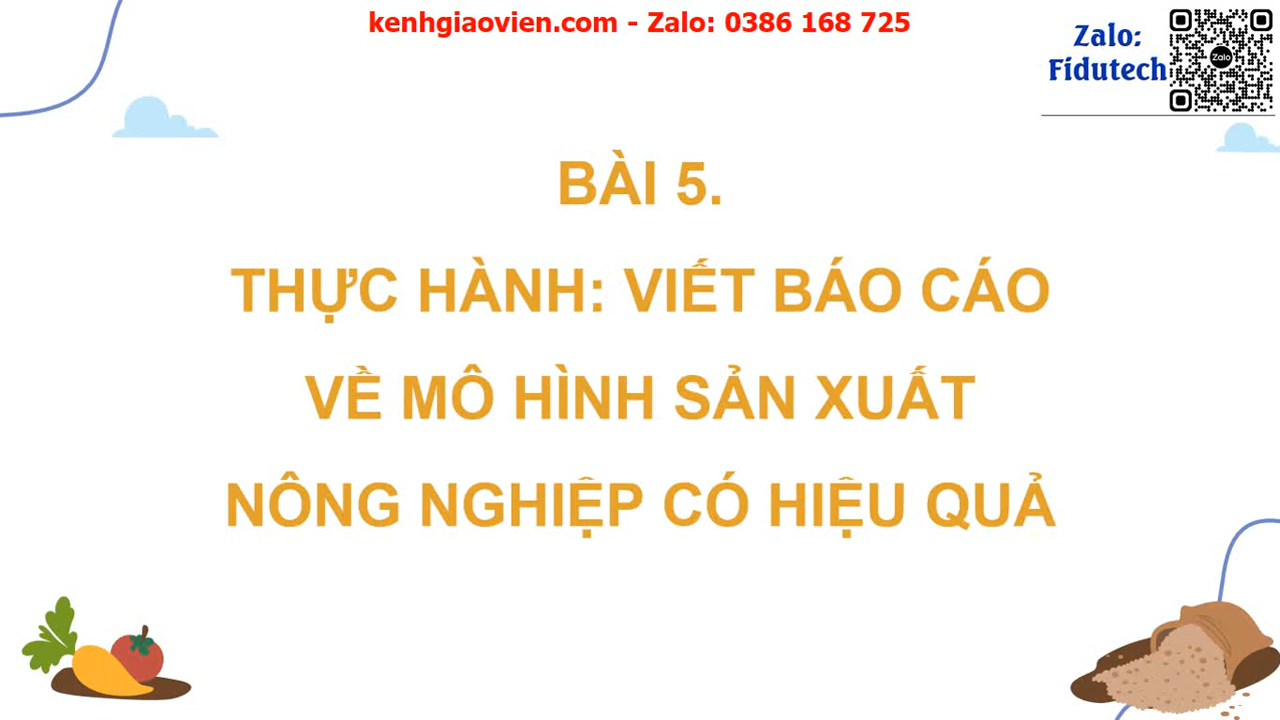 kenhgiaovien.com - Zalo: 0386 168 725
Zalo:
Fidutech
Zalo
BÀI 5.
THỰC HÀNH: VIẾT BÁO CÁO
VỀ MÔ HÌNH SẢN XUẤT
NÔNG NGHIỆP CÓ HIỆU QUẢ